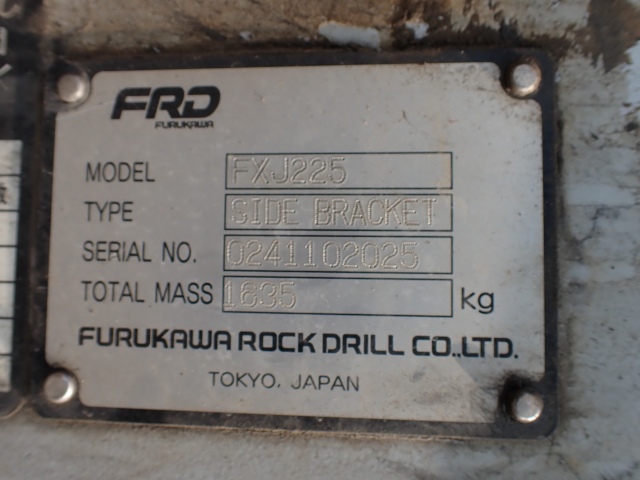 FRD
FURUKAWA
MODEL FXJ225
TYPE SIDE BRACKET
SERIAL NO. 0241102025
TOTAL MASS 1635 kg
FURUKAWA ROCK DRILL CO.,LTD.
TOKYO, JAPAN